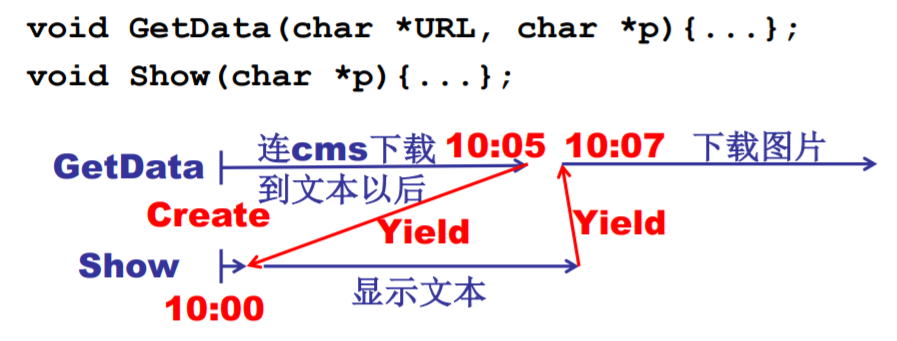 void GetData(char *URL, char *p){...};
void Show(char *p){...};
连cms下载 10:05 10:07 下载图片
GetData
到文本以后
Create
Yield
Yield
Show
显示文本
10:00